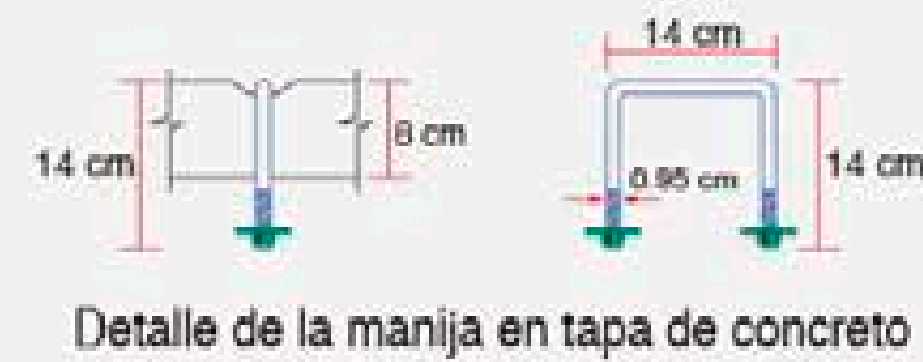 14 cm
14 cm
8 cm
0.95 cm
14 cm
Detalle de la manija en tapa de concreto